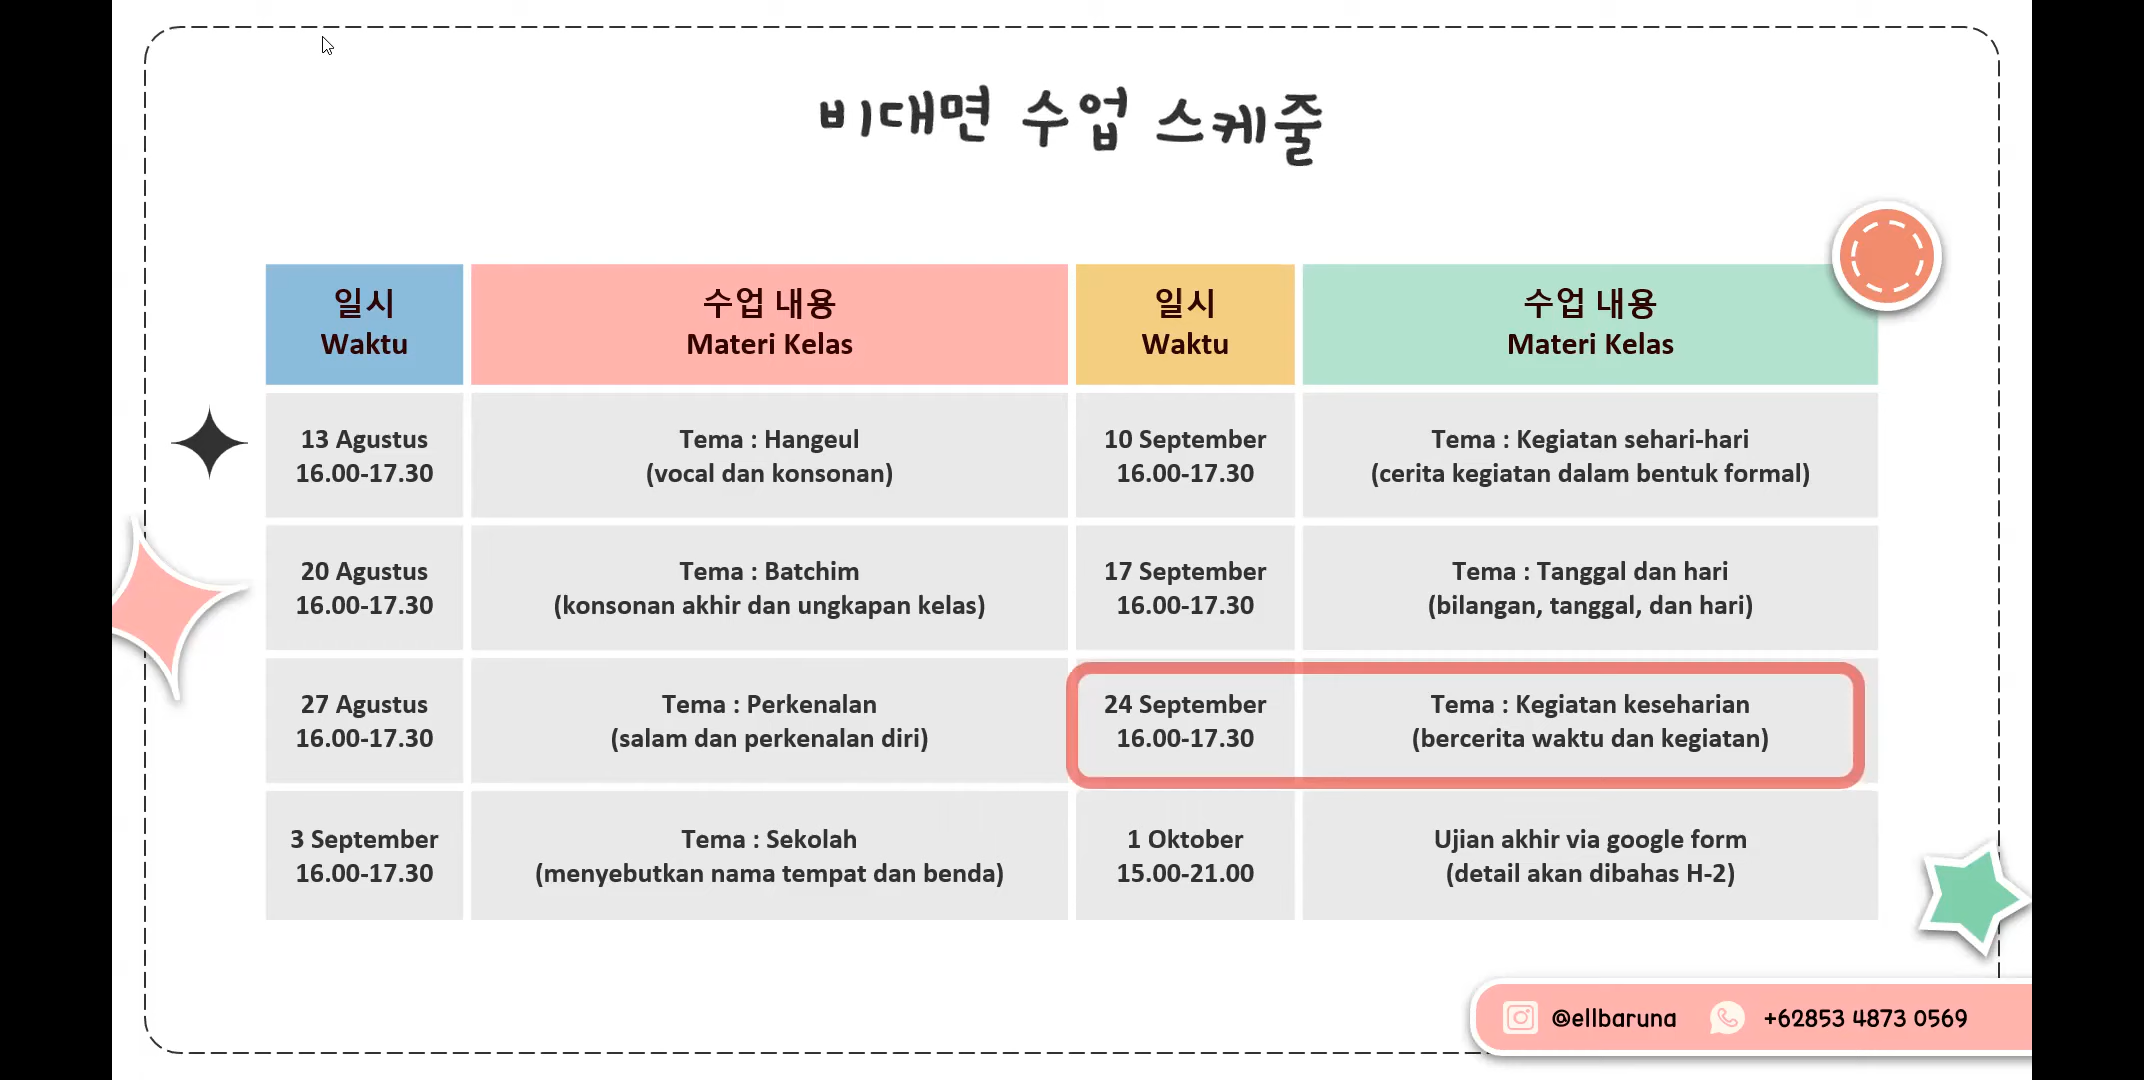 비대면 수업 스케줄
일시
Waktu
수업 내용
Materi Kelas
일시
Waktu
수업 내용
Materi Kelas
13 Agustus
16.00-17.30
Tema : Hangeul
(vocal dan konsonan)
10 September
16.00-17.30
Tema : Kegiatan sehari-hari
(cerita kegiatan dalam bentuk formal)
20 Agustus
16.00-17.30
Tema : Batchim
(konsonan akhir dan ungkapan kelas)
17 September
16.00-17.30
Tema : Tanggal dan hari
(bilangan, tanggal, dan hari)
27 Agustus
16.00-17.30
Tema : Perkenalan
(salam dan perkenalan diri)
24 September
16.00-17.30
Tema : Kegiatan keseharian
(bercerita waktu dan kegiatan)
3 September
16.00-17.30
Tema : Sekolah
(menyebutkan nama tempat dan benda)
1 Oktober
15.00-21.00
Ujian akhir via google form
(detail akan dibahas H-2)
@ellbaruna +62853 4873 0569